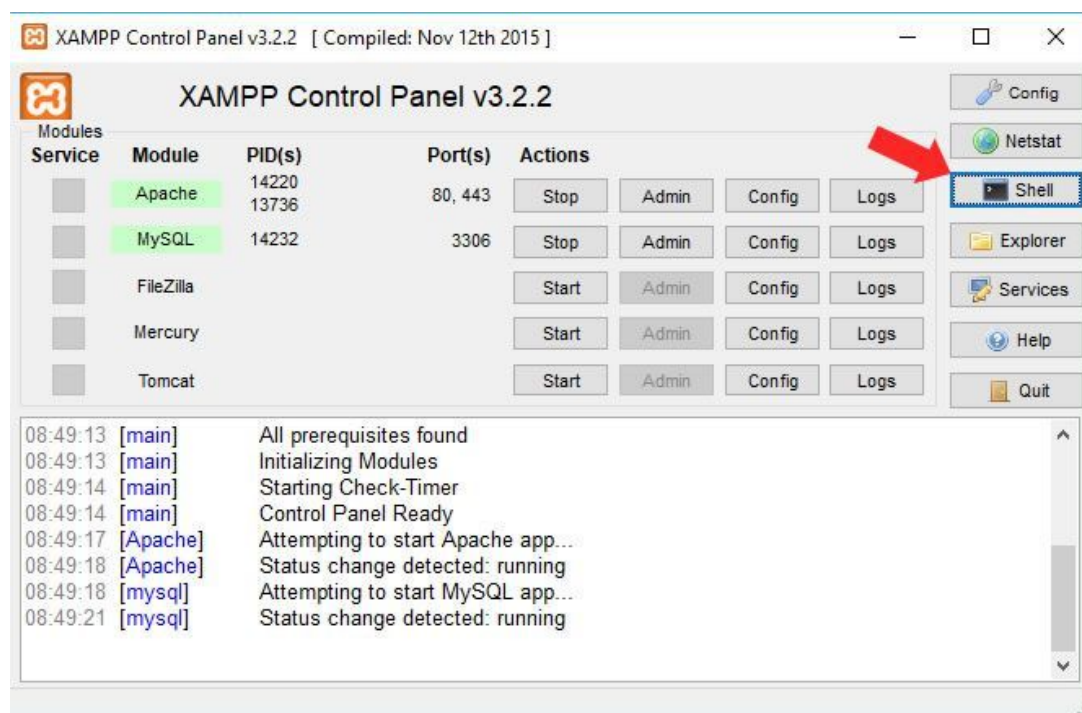 XAMPP Control Panel v3.2.2 [ Compiled: Nov 12th 2015 ]
XAMPP Control Panel v3.2.2
Config
Modules
Service Module PID(s) Port(s) Actions
Netstat
Apache 14220 13736 80, 443 Stop Admin Config Logs
Shell
MySQL 14232 3306 Stop Admin Config Logs
Explorer
FileZilla Start Admin Config Logs
Services
Mercury Start Admin Config Logs
Help
Tomcat Start Admin Config Logs
Quit
08:49:13 [main] All prerequisites found
08:49:13 [main] Initializing Modules
08:49:14 [main] Starting Check-Timer
08:49:14 [main] Control Panel Ready
08:49:17 [Apache] Attempting to start Apache app...
08:49:18 [Apache] Status change detected: running
08:49:18 [mysql] Attempting to start MySQL app...
08:49:21 [mysql] Status change detected: running